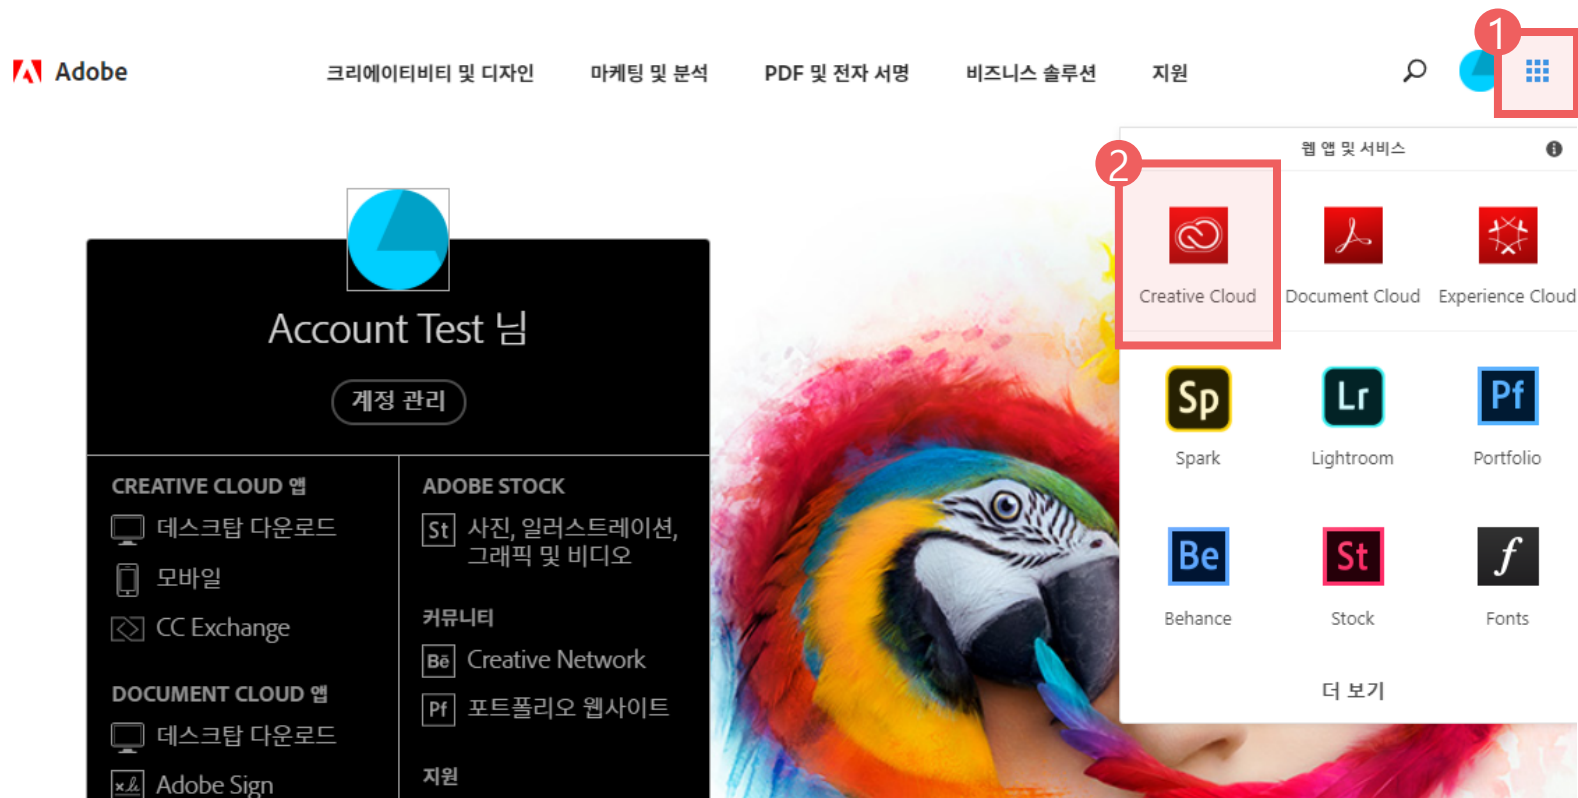 Adobe
크리에이티비티 및 디자인
마케팅 및 분석
PDF 및 전자 서명
비즈니스 솔루션
지원
1
웹 앱 및 서비스
2
Creative Cloud
Document Cloud
Experience Cloud
Sp
Lr
Pf
Spark
Lightroom
Portfolio
Be
St
f
Behance
Stock
Fonts
더 보기
Account Test 님
계정 관리
CREATIVE CLOUD 앱
데스크탑 다운로드
모바일
CC Exchange
DOCUMENT CLOUD 앱
데스크탑 다운로드
Adobe Sign
ADOBE STOCK
St 사진, 일러스트레이션,
그래픽 및 비디오
커뮤니티
Bē Creative Network
Pf 포트폴리오 웹사이트
지원